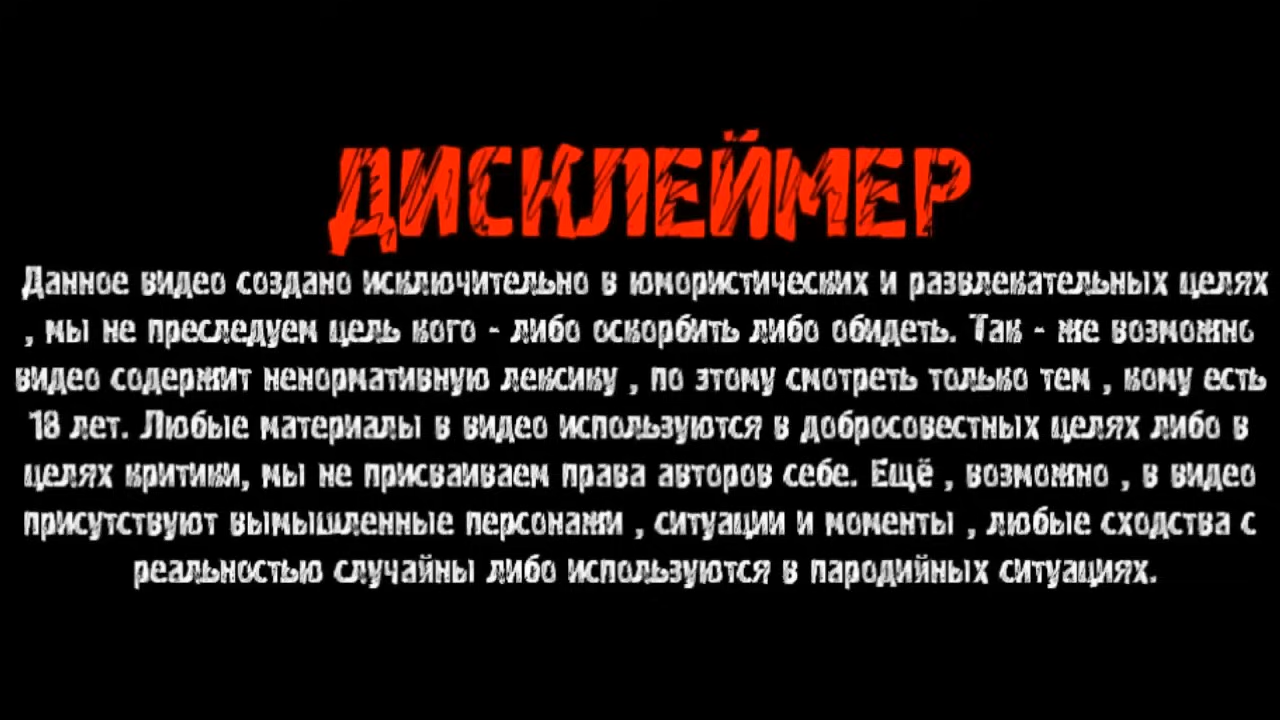 ДИСКЛЕЙМЕР
Данное видео создано исключительно в юмористических и развлекательных целях
, мы не преследуем цель кого - либо оскорбить либо обидеть. Так - же возможно
видео содержит ненормативную лексику , по этому смотреть только тем , кому есть
18 лет. Любые материалы в видео используются в добросовестных целях либо в
целях критики, мы не присваиваем права авторов себе. Ещё , возможно , в видео
присутствуют вымышленные персонажи , ситуации и моменты , любые сходства с
реальностью случайны либо используются в пародийных ситуациях.